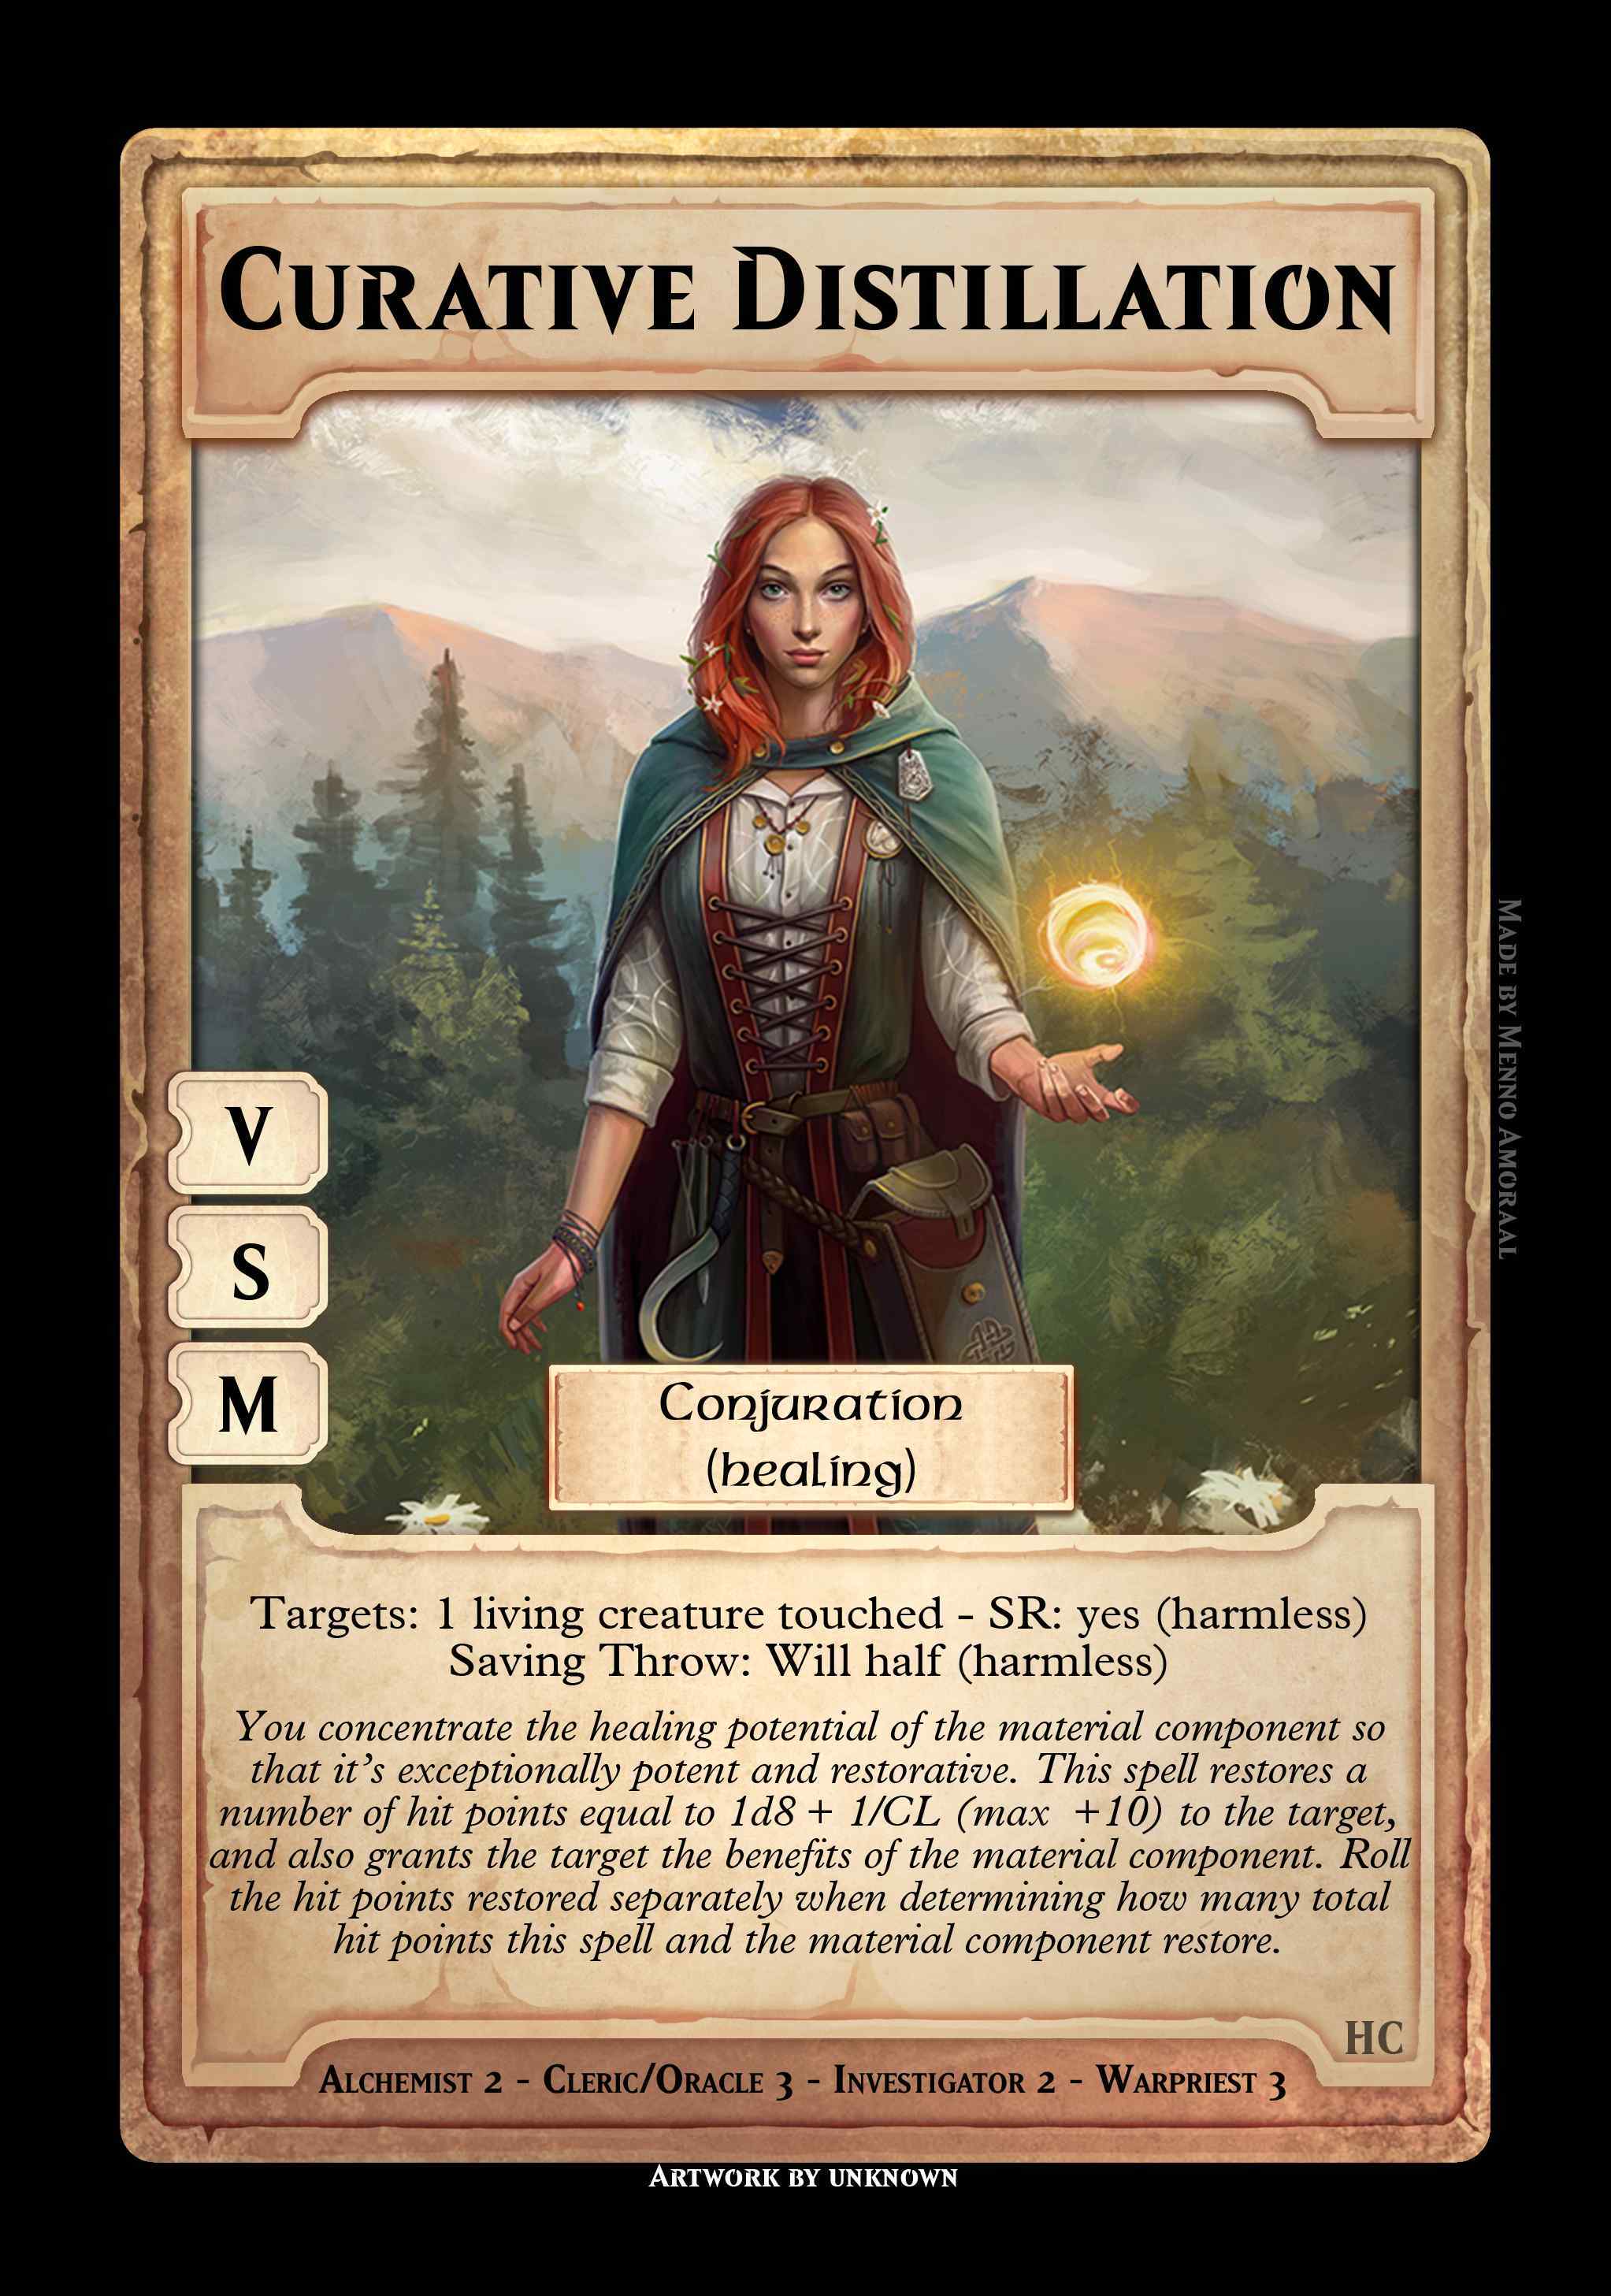 Curative Distillation
V
S
M
Conjuration
(healing)
Targets: 1 living creature touched - SR: yes (harmless)
Saving Throw: Will half (harmless)
You concentrate the healing potential of the material component so
that it's exceptionally potent and restorative. This spell restores a
number of hit points equal to 1d8 + 1/CL (max +10) to the target,
and also grants the target the benefits of the material component. Roll
the hit points restored separately when determining how many total
hit points this spell and the material component restore.
HC
Alchemist 2 - Cleric/Oracle 3 - Investigator 2 - Warpriest 3
Artwork by unknown
Made by Menno Amoraal